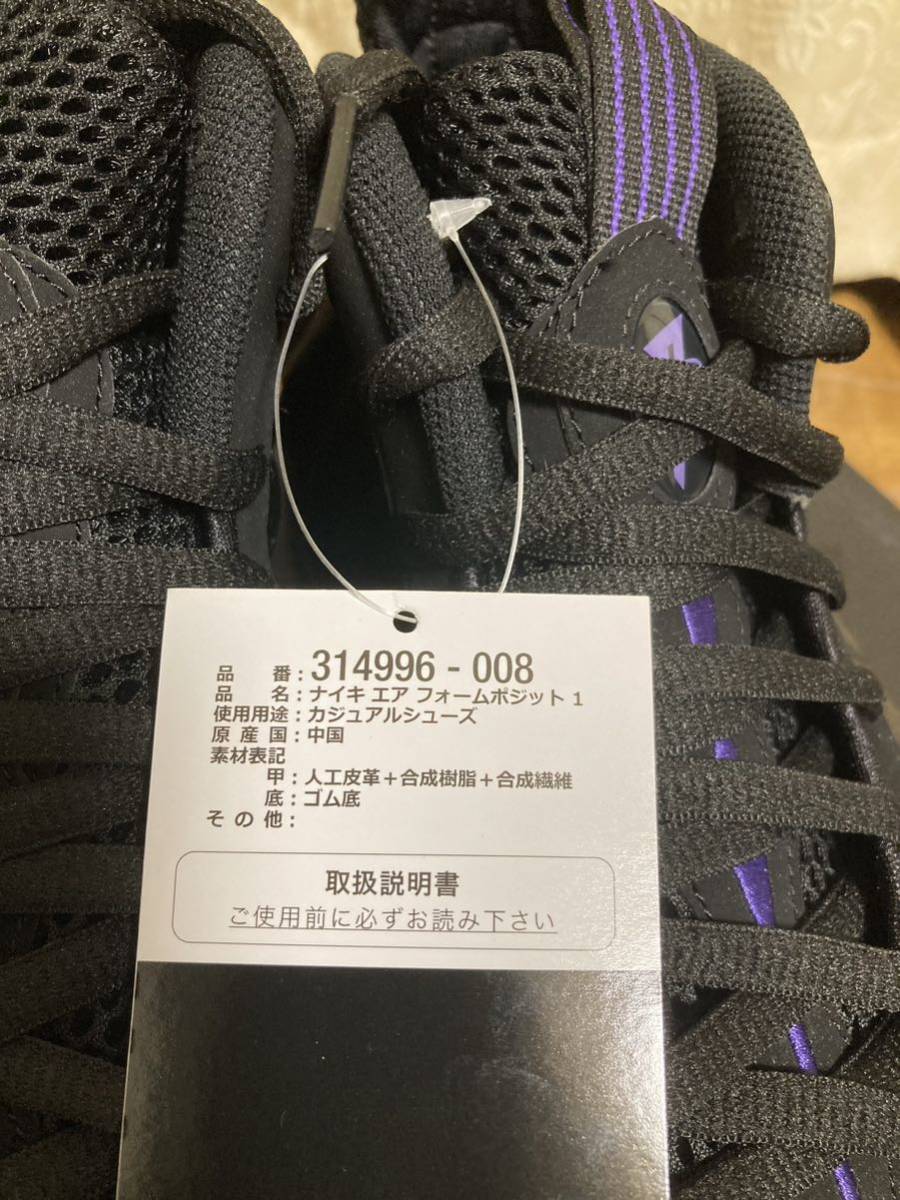 品 番：314996 - 008
品 名：ナイキ エア フォームポジット 1
使用用途：カジュアルシューズ
原 産 国：中国
素材表記
甲：人工皮革＋合成樹脂＋合成繊維
底：ゴム底
そ の 他：
取扱説明書
ご使用前に必ずお読み下さい